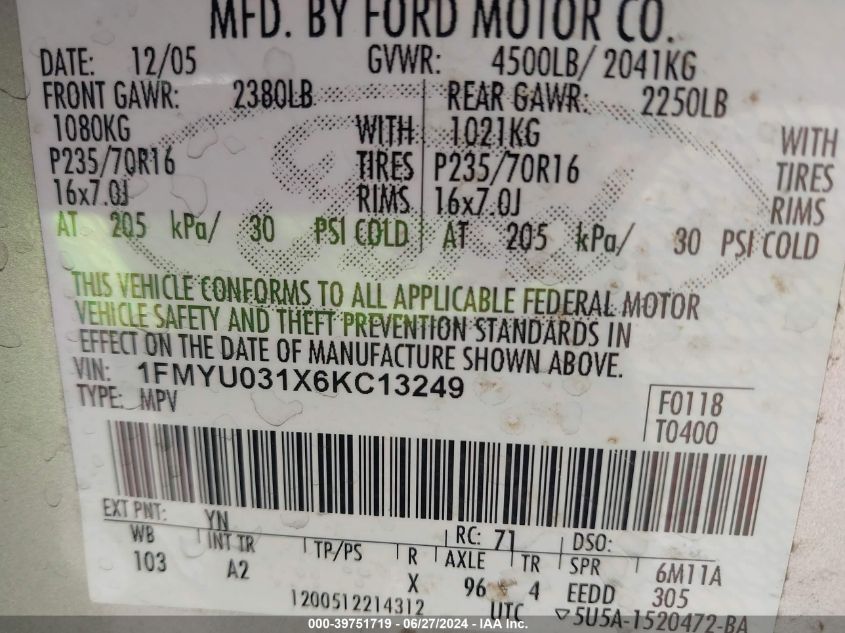 MFD. BY FORD MOTOR CO.
DATE: 12/05 GVWR: 4500LB/ 2041KG
FRONT GAWR: 2380LB REAR GAWR: 2250LB
1080KG WITH 1021KG WITH
P235/70R16 TIRES P235/70R16 TIRES
16x7.0J RIMS 16x7.0J RIMS
AT 205 kPa/ 30 PSI COLD AT 205 kPa/ 30 PSI COLD
THIS VEHICLE CONFORMS TO ALL APPLICABLE FEDERAL MOTOR
VEHICLE SAFETY AND THEFT PREVENTION STANDARDS IN
EFFECT ON THE DATE OF MANUFACTURE SHOWN ABOVE.
VIN: 1FMYU031X6KC13249
TYPE: MPV
F0118
T0400
EXT PNT: YN RC: 71 DSO:
WB INT TR TP/PS R AXLE TR SPR 6M11A
103 A2 X 96 4 EEDD 305
1200512214312 UTC ▽5U5A-1520472-BA
000-39751719 / 06/27/2024 / IAA Inc.